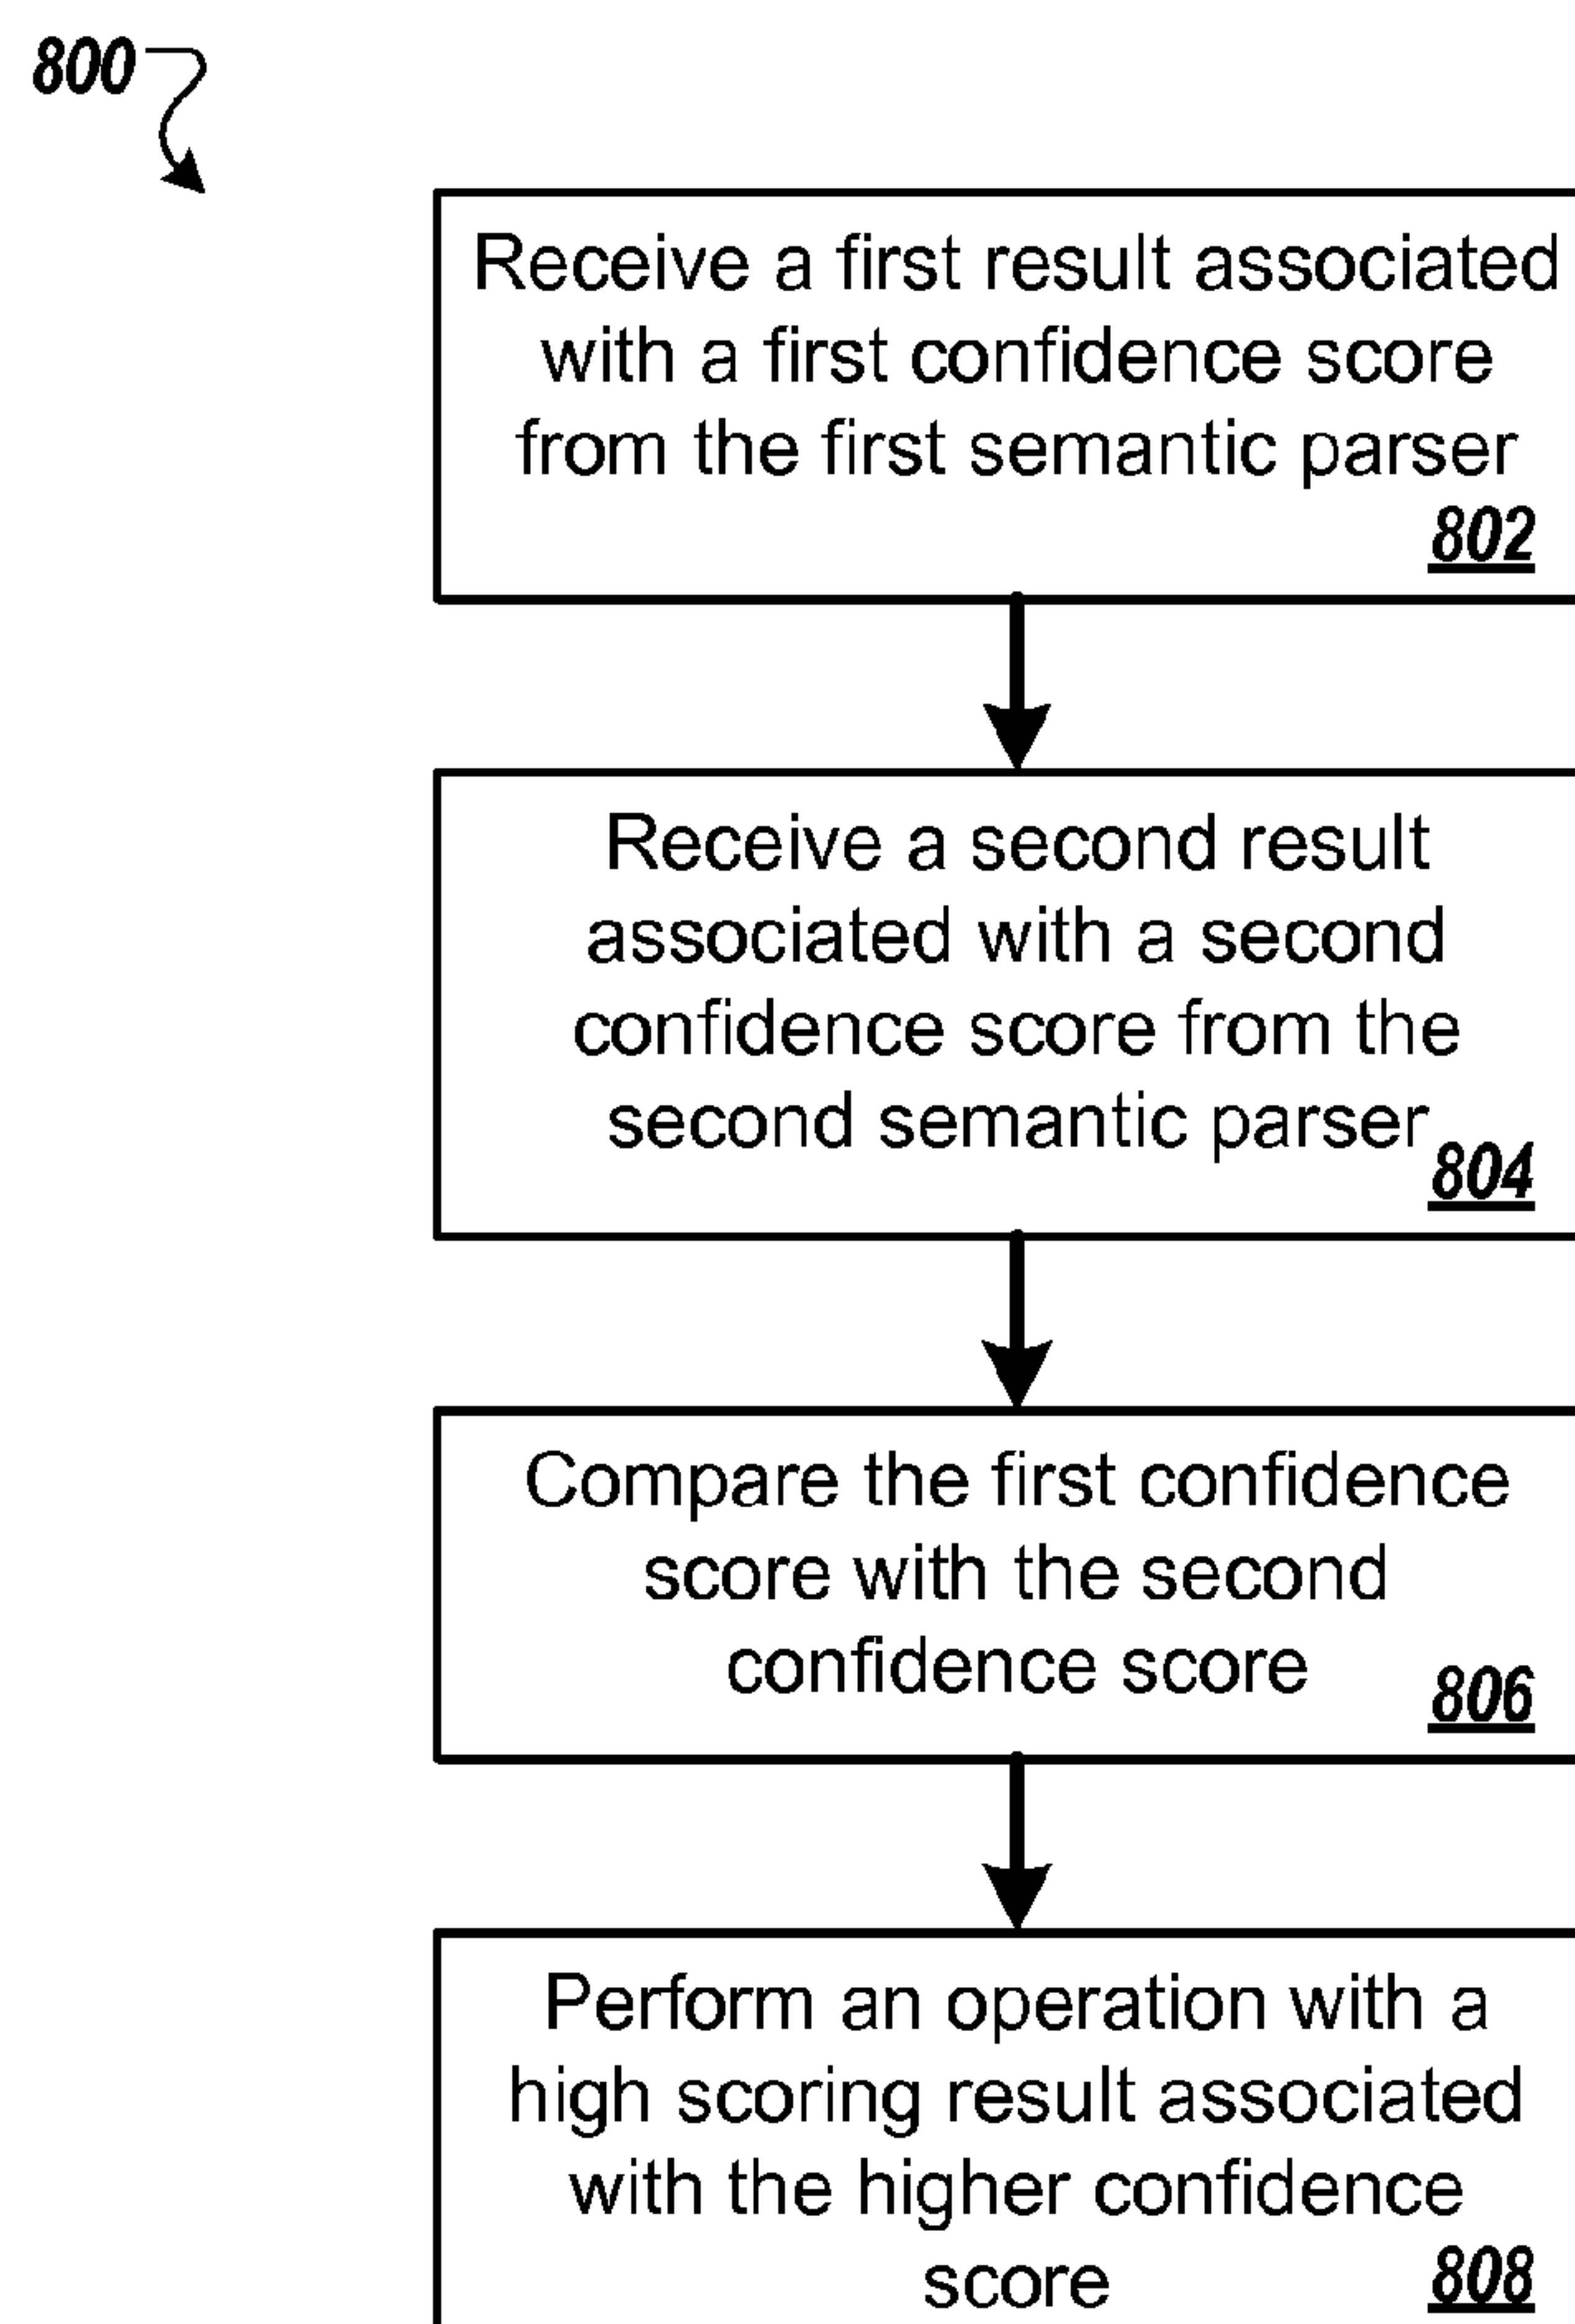 800
Receive a first result associated
with a first confidence score
from the first semantic parser
802
Receive a second result
associated with a second
confidence score from the
second semantic parser
804
Compare the first confidence
score with the second
confidence score
806
Perform an operation with a
high scoring result associated
with the higher confidence
score
808